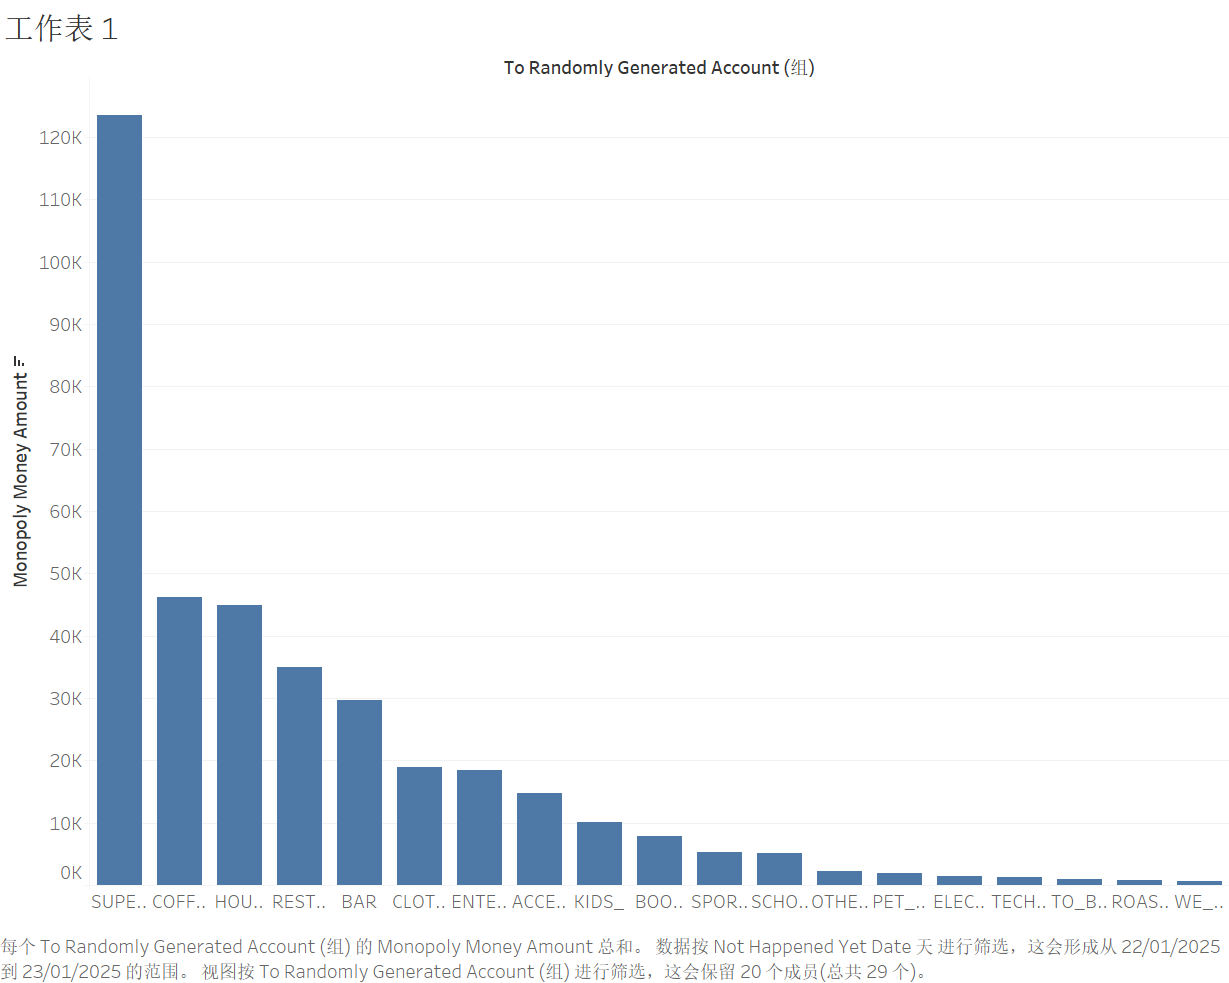 工作表 1
To Randomly Generated Account (组)
Monopoly Money Amount
120K
110K
100K
90K
80K
70K
60K
50K
40K
30K
20K
10K
0K
SUPE.. COFF.. HOU.. REST.. BAR CLOT.. ENTE.. ACCE.. KIDS_ BOO.. SPOR.. SCHO.. OTHE.. PET_.. ELEC.. TECH.. TO_B.. ROAS.. WE_..
每个 To Randomly Generated Account (组) 的 Monopoly Money Amount 总和。 数据按 Not Happened Yet Date 天 进行筛选，这会形成从 22/01/2025
到 23/01/2025 的范围。 视图按 To Randomly Generated Account (组) 进行筛选，这会保留 20 个成员(总共 29 个)。